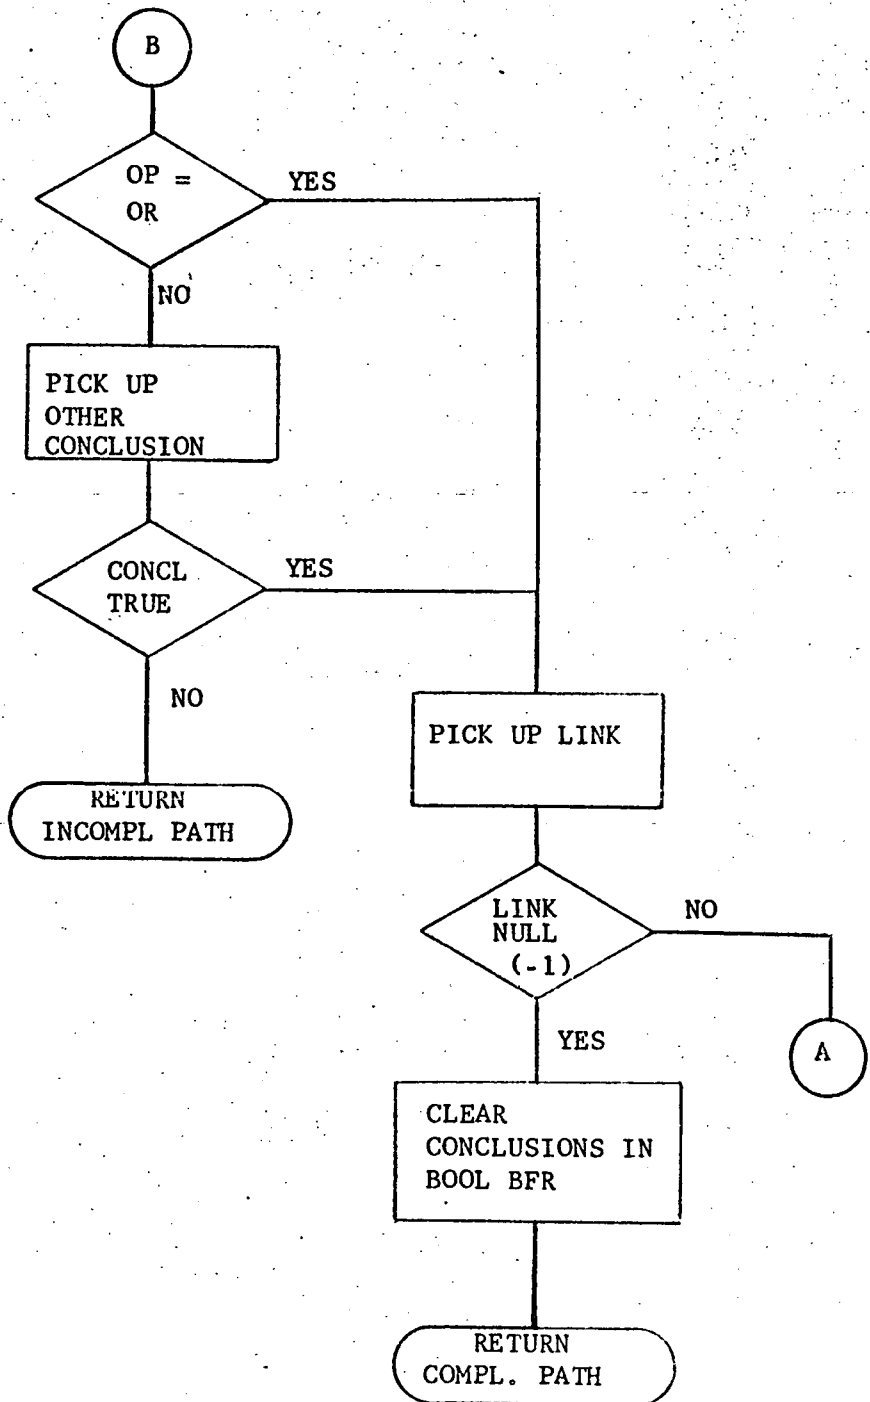 B
OP =
OR
YES
NO
PICK UP
OTHER
CONCLUSION
CONCL
TRUE
YES
NO
RETURN
INCOMPL PATH
PICK UP LINK
LINK
NULL
(-1)
NO
A
YES
CLEAR
CONCLUSIONS IN
BOOL BFR
RETURN
COMPL. PATH